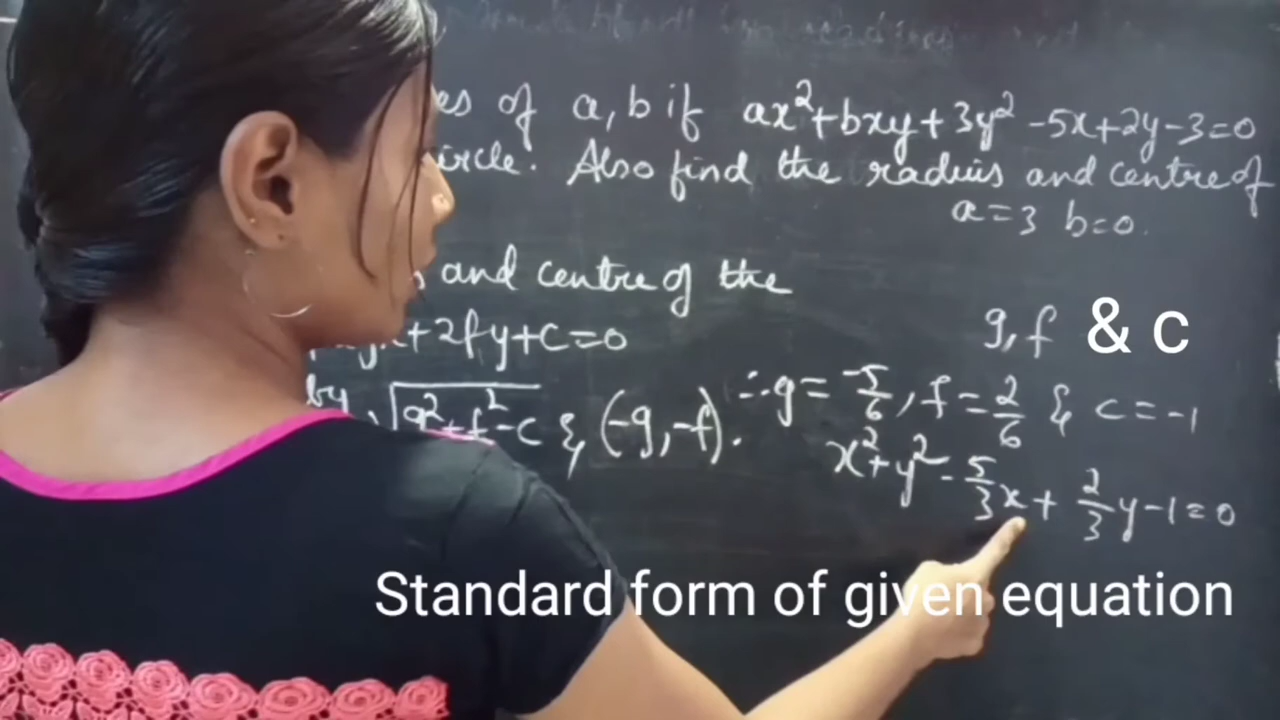 es of a, b if ax²+bxy+3y²-5x+2y-3=0
ircle. Also find the radius and centre of
a=3 b=0.
and centre of the
+2fy+c=0
g, f & c
by √g²+f²-c & (-g,-f).
∴g = -5/6, f = 2/6 & c = -1
x²+y²-5/3x+2/3y-1=0
Standard form of given equation